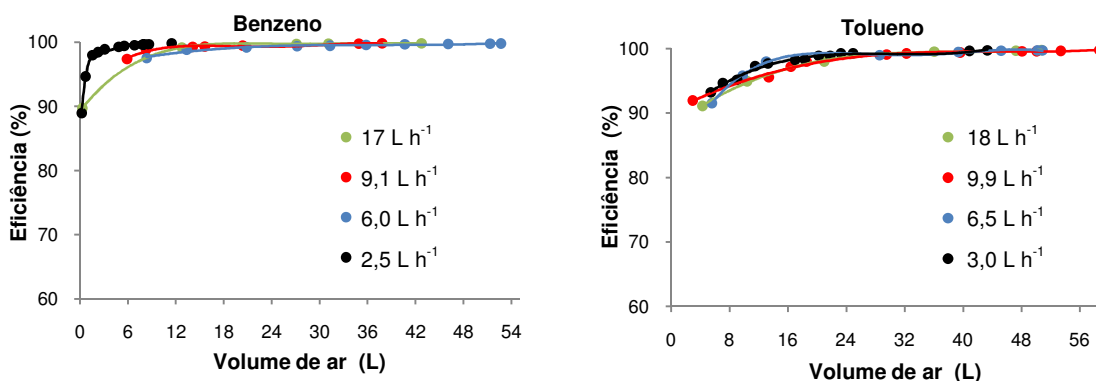 Benzeno
Eficiência (%)
100
90
80
70
60
17 L h⁻¹
9,1 L h⁻¹
6,0 L h⁻¹
2,5 L h⁻¹
0 6 12 18 24 30 36 42 48 54
Volume de ar (L)
Tolueno
Eficiência (%)
100
90
80
70
60
18 L h⁻¹
9,9 L h⁻¹
6,5 L h⁻¹
3,0 L h⁻¹
0 8 16 24 32 40 48 56
Volume de ar (L)